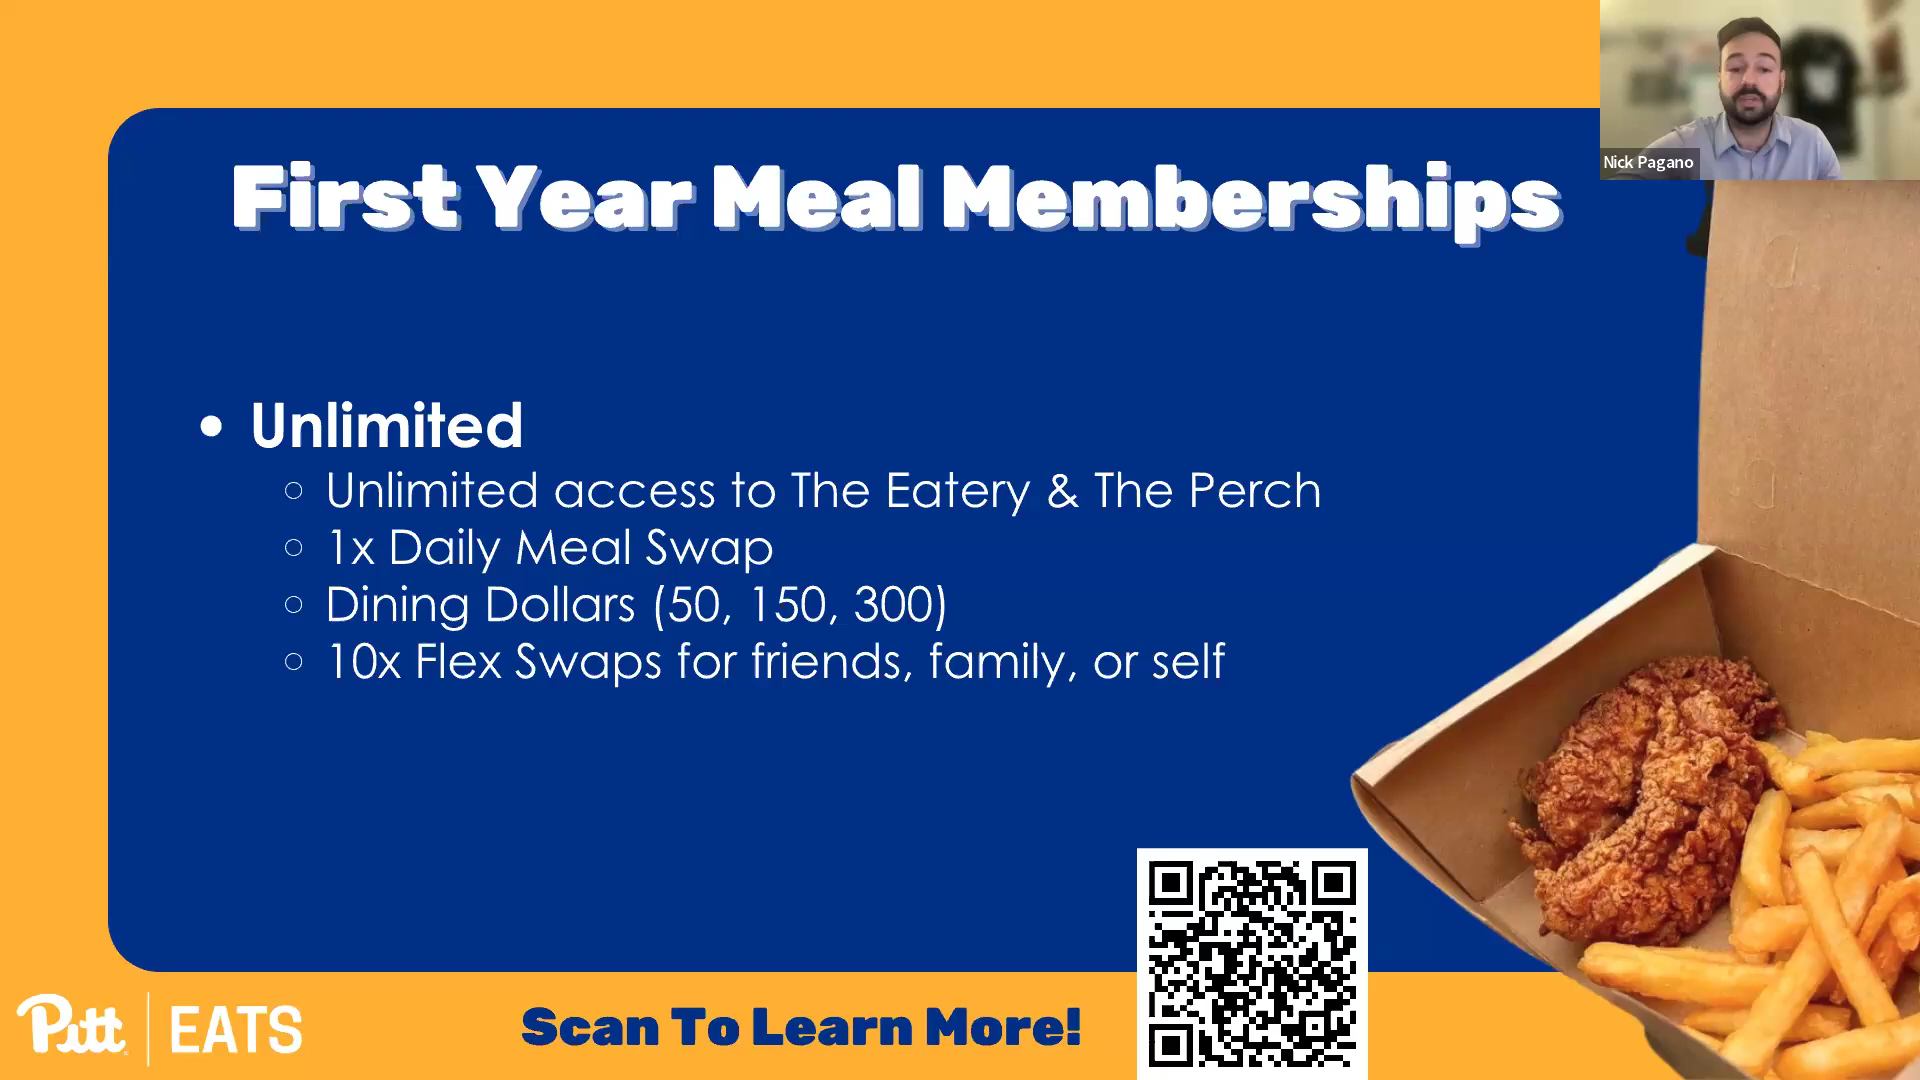 Nick Pagano
First Year Meal Memberships
• Unlimited
○ Unlimited access to The Eatery & The Perch
○ 1x Daily Meal Swap
○ Dining Dollars (50, 150, 300)
○ 10x Flex Swaps for friends, family, or self
Pitt | EATS
Scan To Learn More!